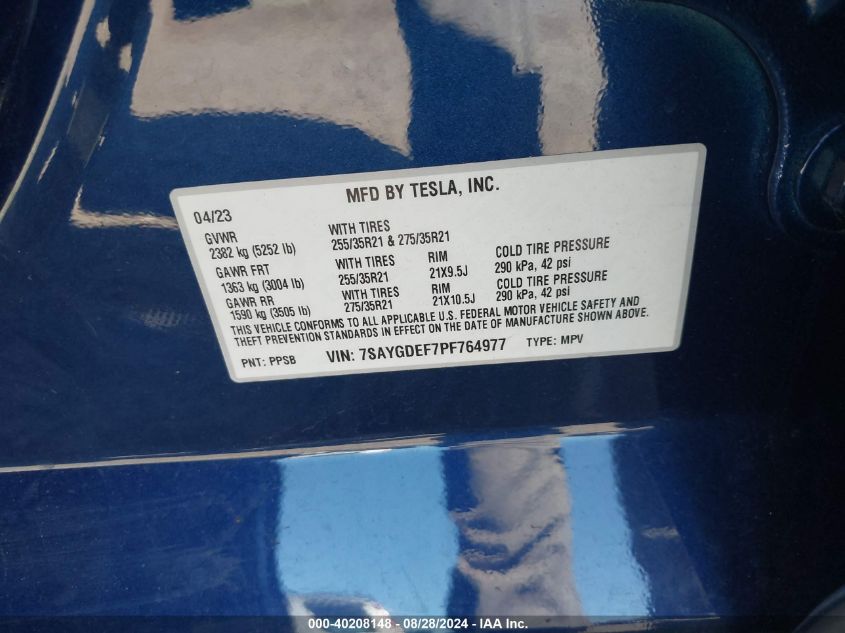 MFD BY TESLA, INC.
04/23
GVWR WITH TIRES
2382 kg (5252 lb) 255/35R21 & 275/35R21
GAWR FRT WITH TIRES RIM COLD TIRE PRESSURE
1363 kg (3004 lb) 255/35R21 21X9.5J 290 kPa, 42 psi
GAWR RR WITH TIRES RIM COLD TIRE PRESSURE
1590 kg (3505 lb) 275/35R21 21X10.5J 290 kPa, 42 psi
THIS VEHICLE CONFORMS TO ALL APPLICABLE U.S. FEDERAL MOTOR VEHICLE SAFETY AND
THEFT PREVENTION STANDARDS IN EFFECT ON THE DATE OF MANUFACTURE SHOWN ABOVE.
PNT: PPSB VIN: 7SAYGDEF7PF764977 TYPE: MPV
000-40208148 - 08/28/2024 - IAA Inc.